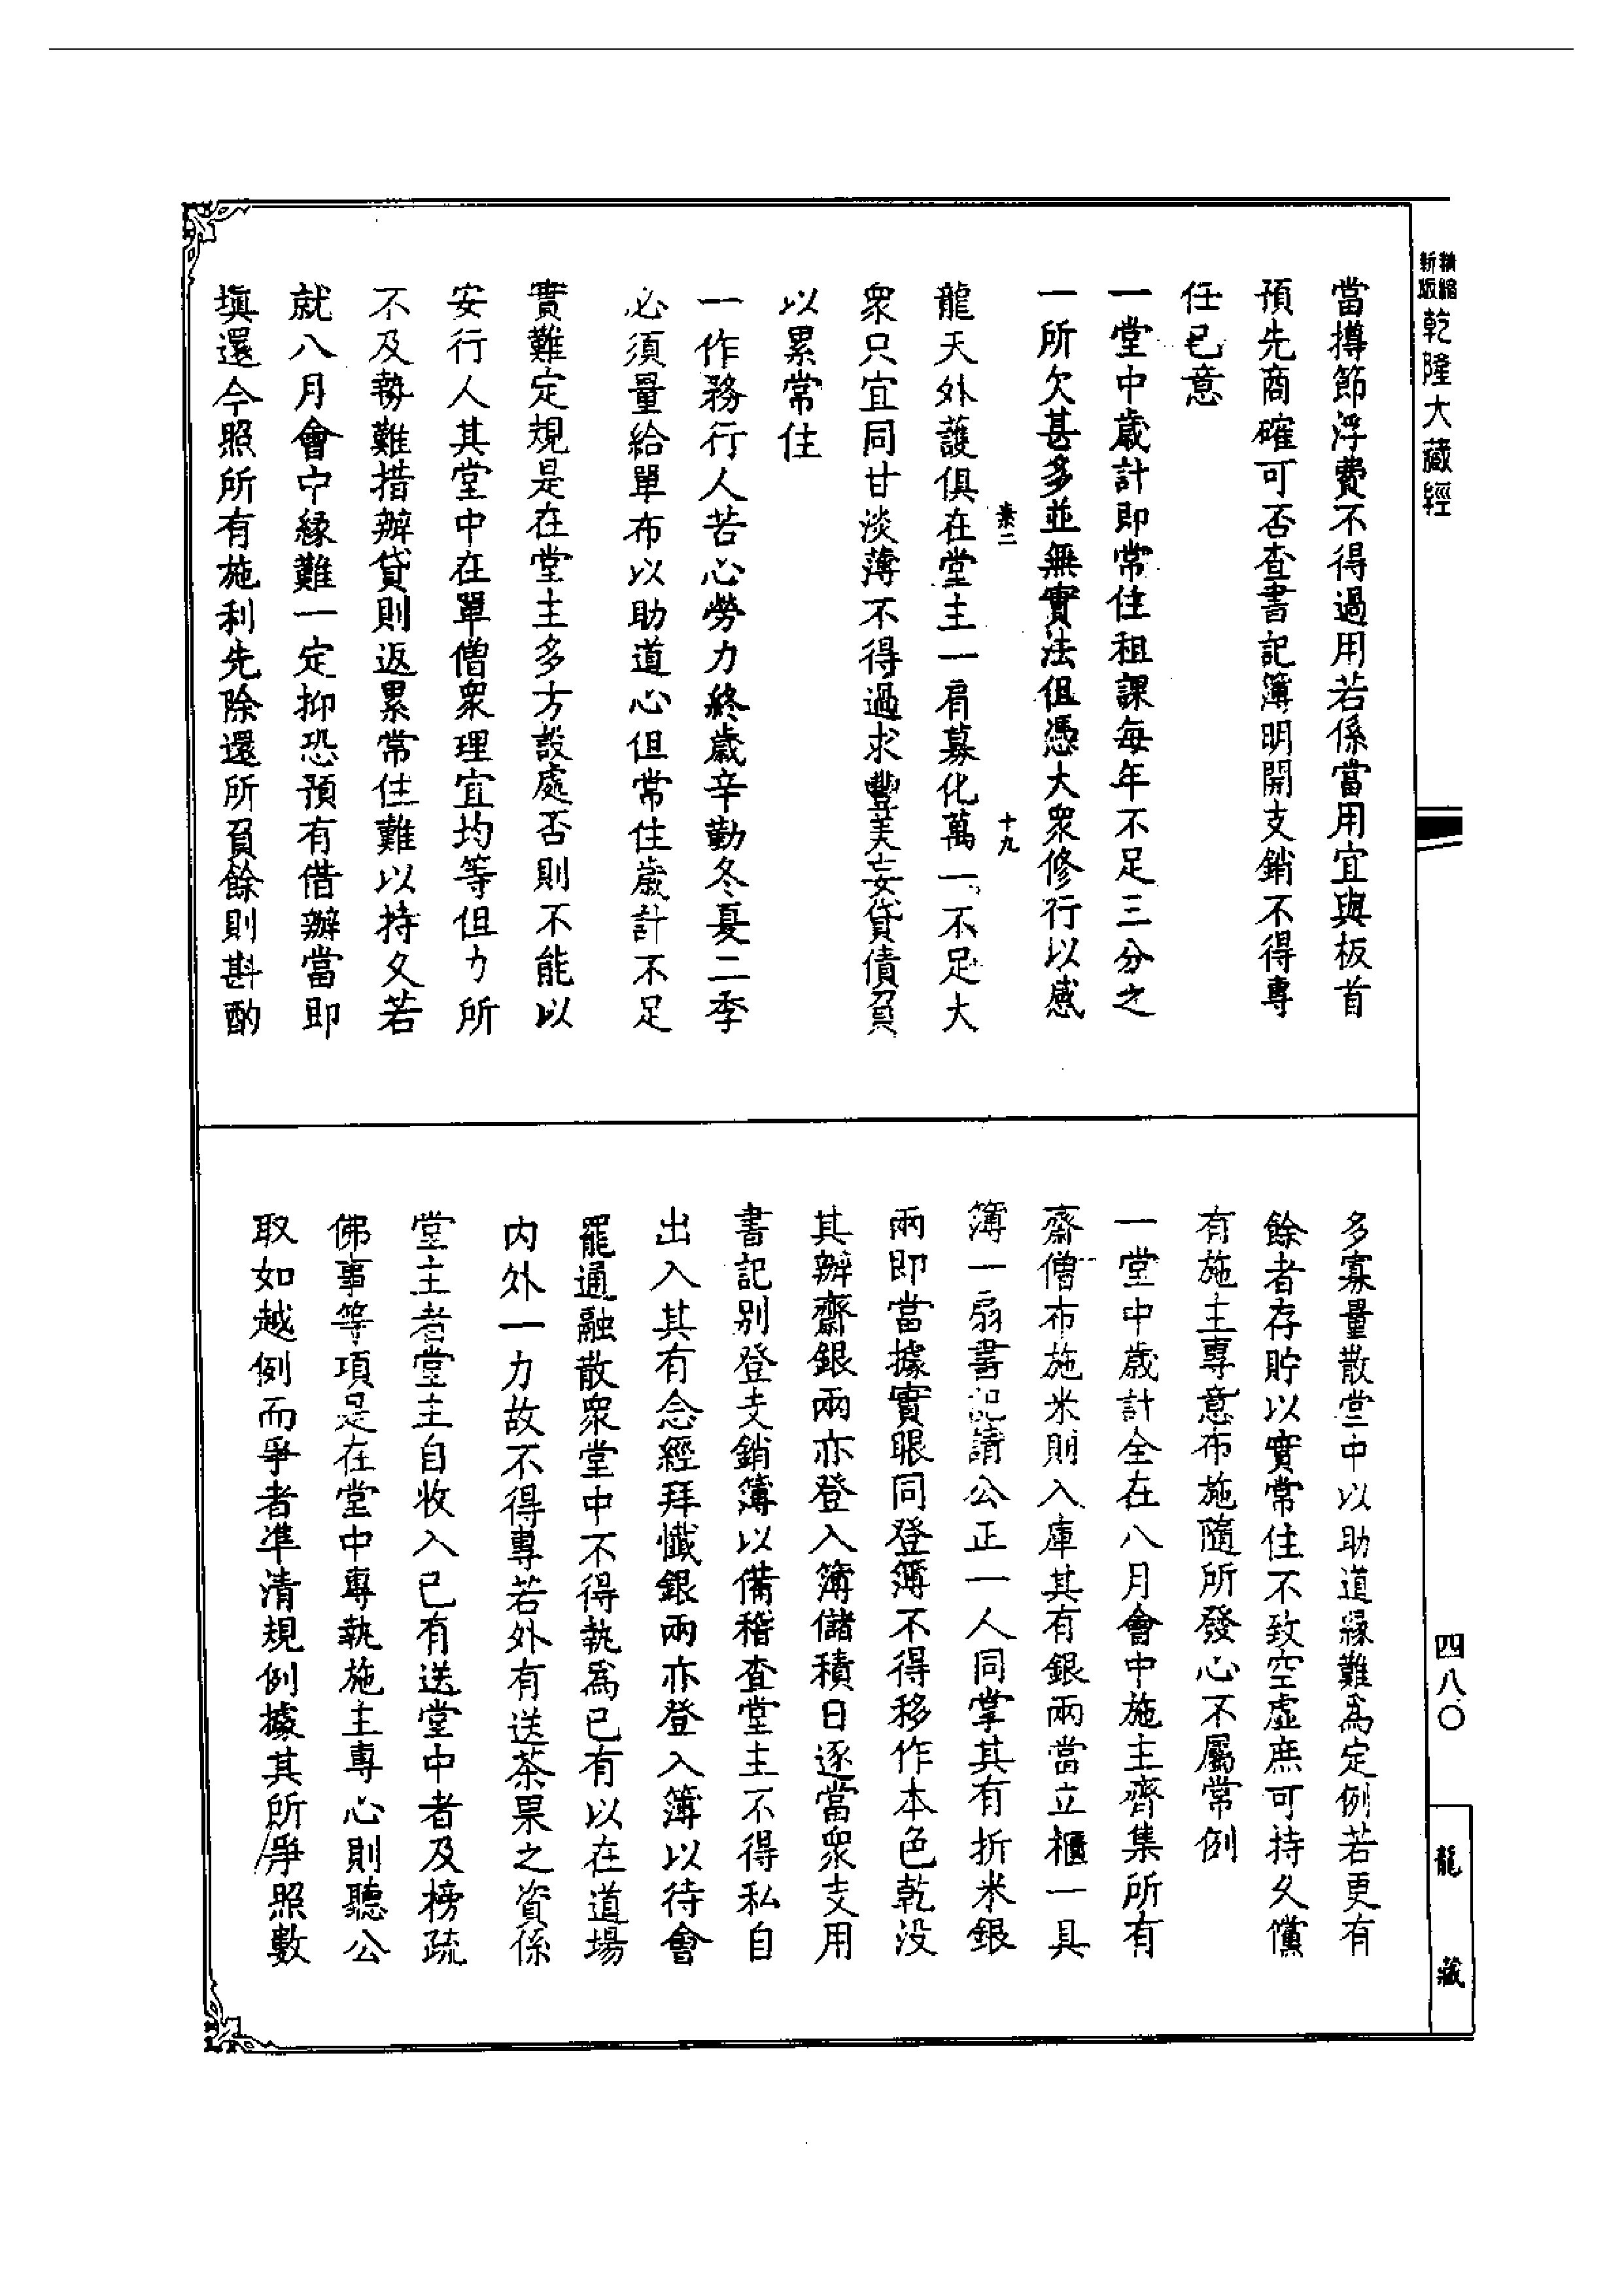 精縮
新版
乾隆大藏經
當撙節浮費不得過用若係當用宜與板首
預先商確可否查書記簿明開支銷不得專
任已意
一堂中歲計即常住租課每年不足三分之
一所欠甚多並無實法但憑大眾修行以感
素二 十九
龍天外護俱在堂主一肩募化萬一不足大
眾只宜同甘淡薄不得過求豐美妄貸債負
以累常住
一作務行人苦心勞力終歲辛勤冬夏二季
必須量給單布以助道心但常住歲計不足
實難定規是在堂主多方設處否則不能以
安行人其堂中在單僧眾理宜均等但力所
不及勢難措辦貸則返累常住難以持久若
就八月會中緣難一定抑恐預有借辦當即
填還今照所有施利先除還所負餘則斟酌
多寡量散堂中以助道緣難為定例若更有
餘者存貯以實常住不致空虛庶可持久儻
有施主專意布施隨所發心不屬常例
一堂中歲計全在八月會中施主齊集所有
齋僧布施米則入庫其有銀兩當立櫃一具
簿一扇書記請公正一人同掌其有折米銀
兩即當據實眼同登簿不得移作本色乾沒
其辦齋銀兩亦登入簿儲積日逐當眾支用
書記別登支銷簿以備稽查堂主不得私自
出入其有念經拜懺銀兩亦登入簿以待會
罷通融散眾堂中不得執為已有以在道場
內外一力故不得專若外有送茶果之資係
堂主者堂主自收入已有送堂中者及榜疏
佛事等項是在堂中專執施主專心則聽公
取如越例而爭者準清規例據其所爭照數
四八〇
龍藏